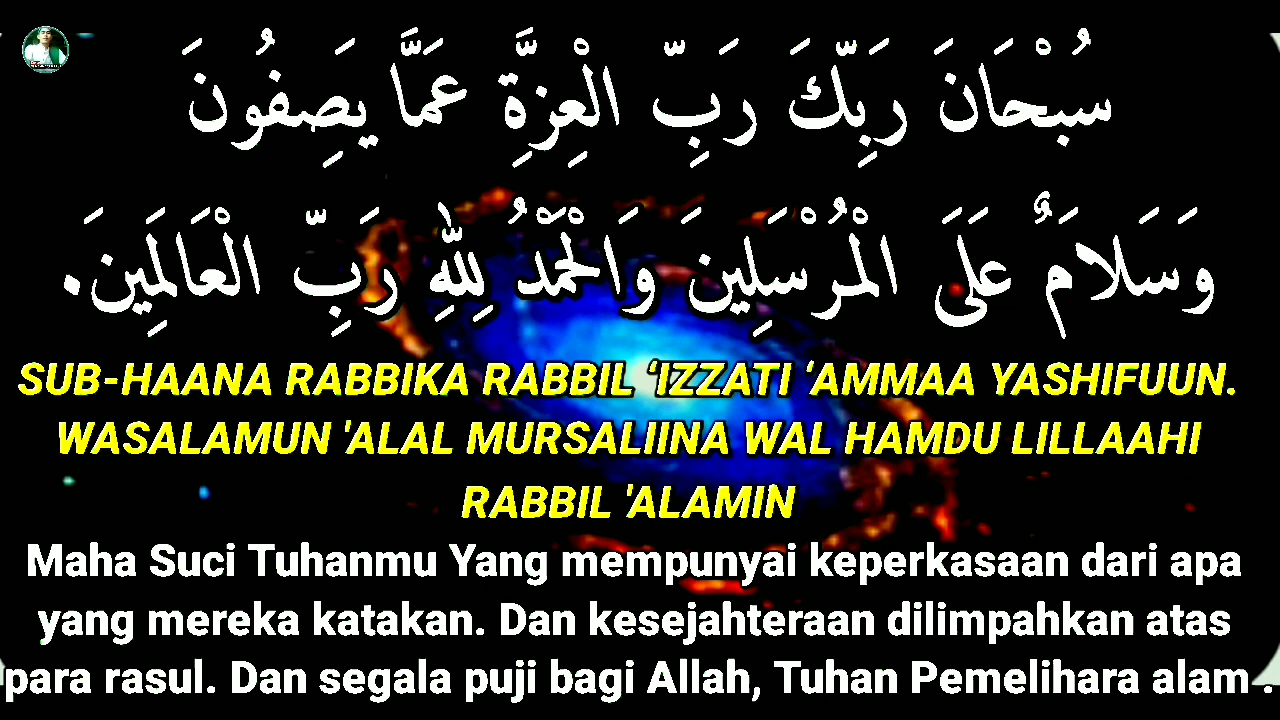 سُبْحَانَ رَبِّكَ رَبِّ الْعِزَّةِ عَمَّا يَصِفُونَ
وَسَلاَمٌ عَلَى الْمُرْسَلِينَ وَالْحَمْدُ لِلّٰهِ رَبِّ الْعَالَمِينَ.
SUB-HAANA RABBIKA RABBIL ‘IZZATI ‘AMMAA YASHIFUUN.
WASALAMUN 'ALAL MURSALIINA WAL HAMDU LILLAAHI
RABBIL 'ALAMIN
Maha Suci Tuhanmu Yang mempunyai keperkasaan dari apa
yang mereka katakan. Dan kesejahteraan dilimpahkan atas
para rasul. Dan segala puji bagi Allah, Tuhan Pemelihara alam .